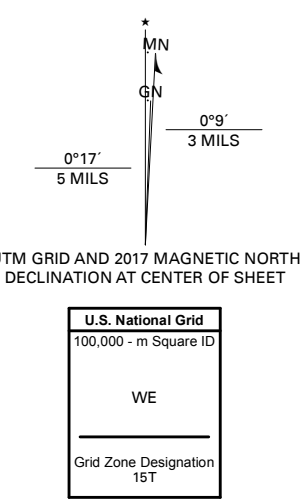 ★
MN
GN
0°9´
3 MILS
0°17´
5 MILS
UTM GRID AND 2017 MAGNETIC NORTH
DECLINATION AT CENTER OF SHEET
U.S. National Grid
100,000 - m Square ID
WE
Grid Zone Designation
15T